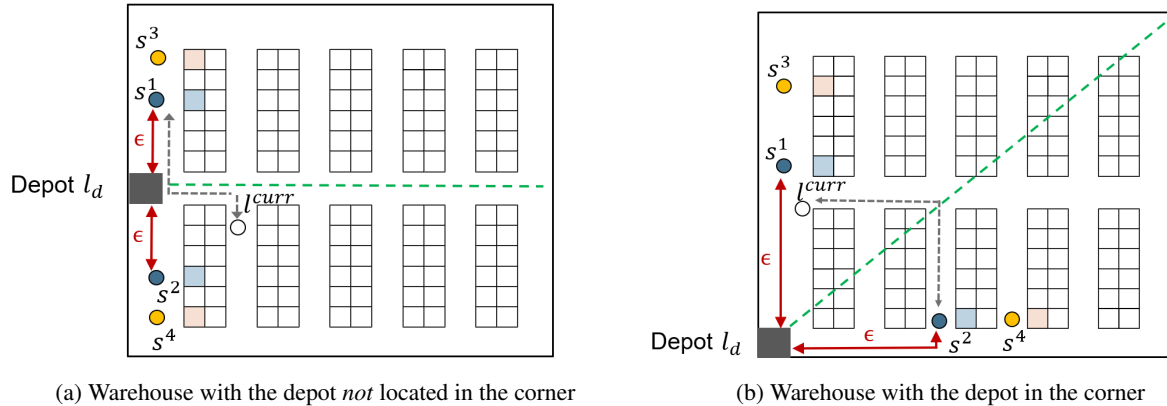 s³
s¹
ϵ
Depot l_d
l^curr
ϵ
s²
s⁴
(a) Warehouse with the depot not located in the corner
s³
s¹
l^curr
ϵ
ϵ
s²
s⁴
Depot l_d
(b) Warehouse with the depot in the corner